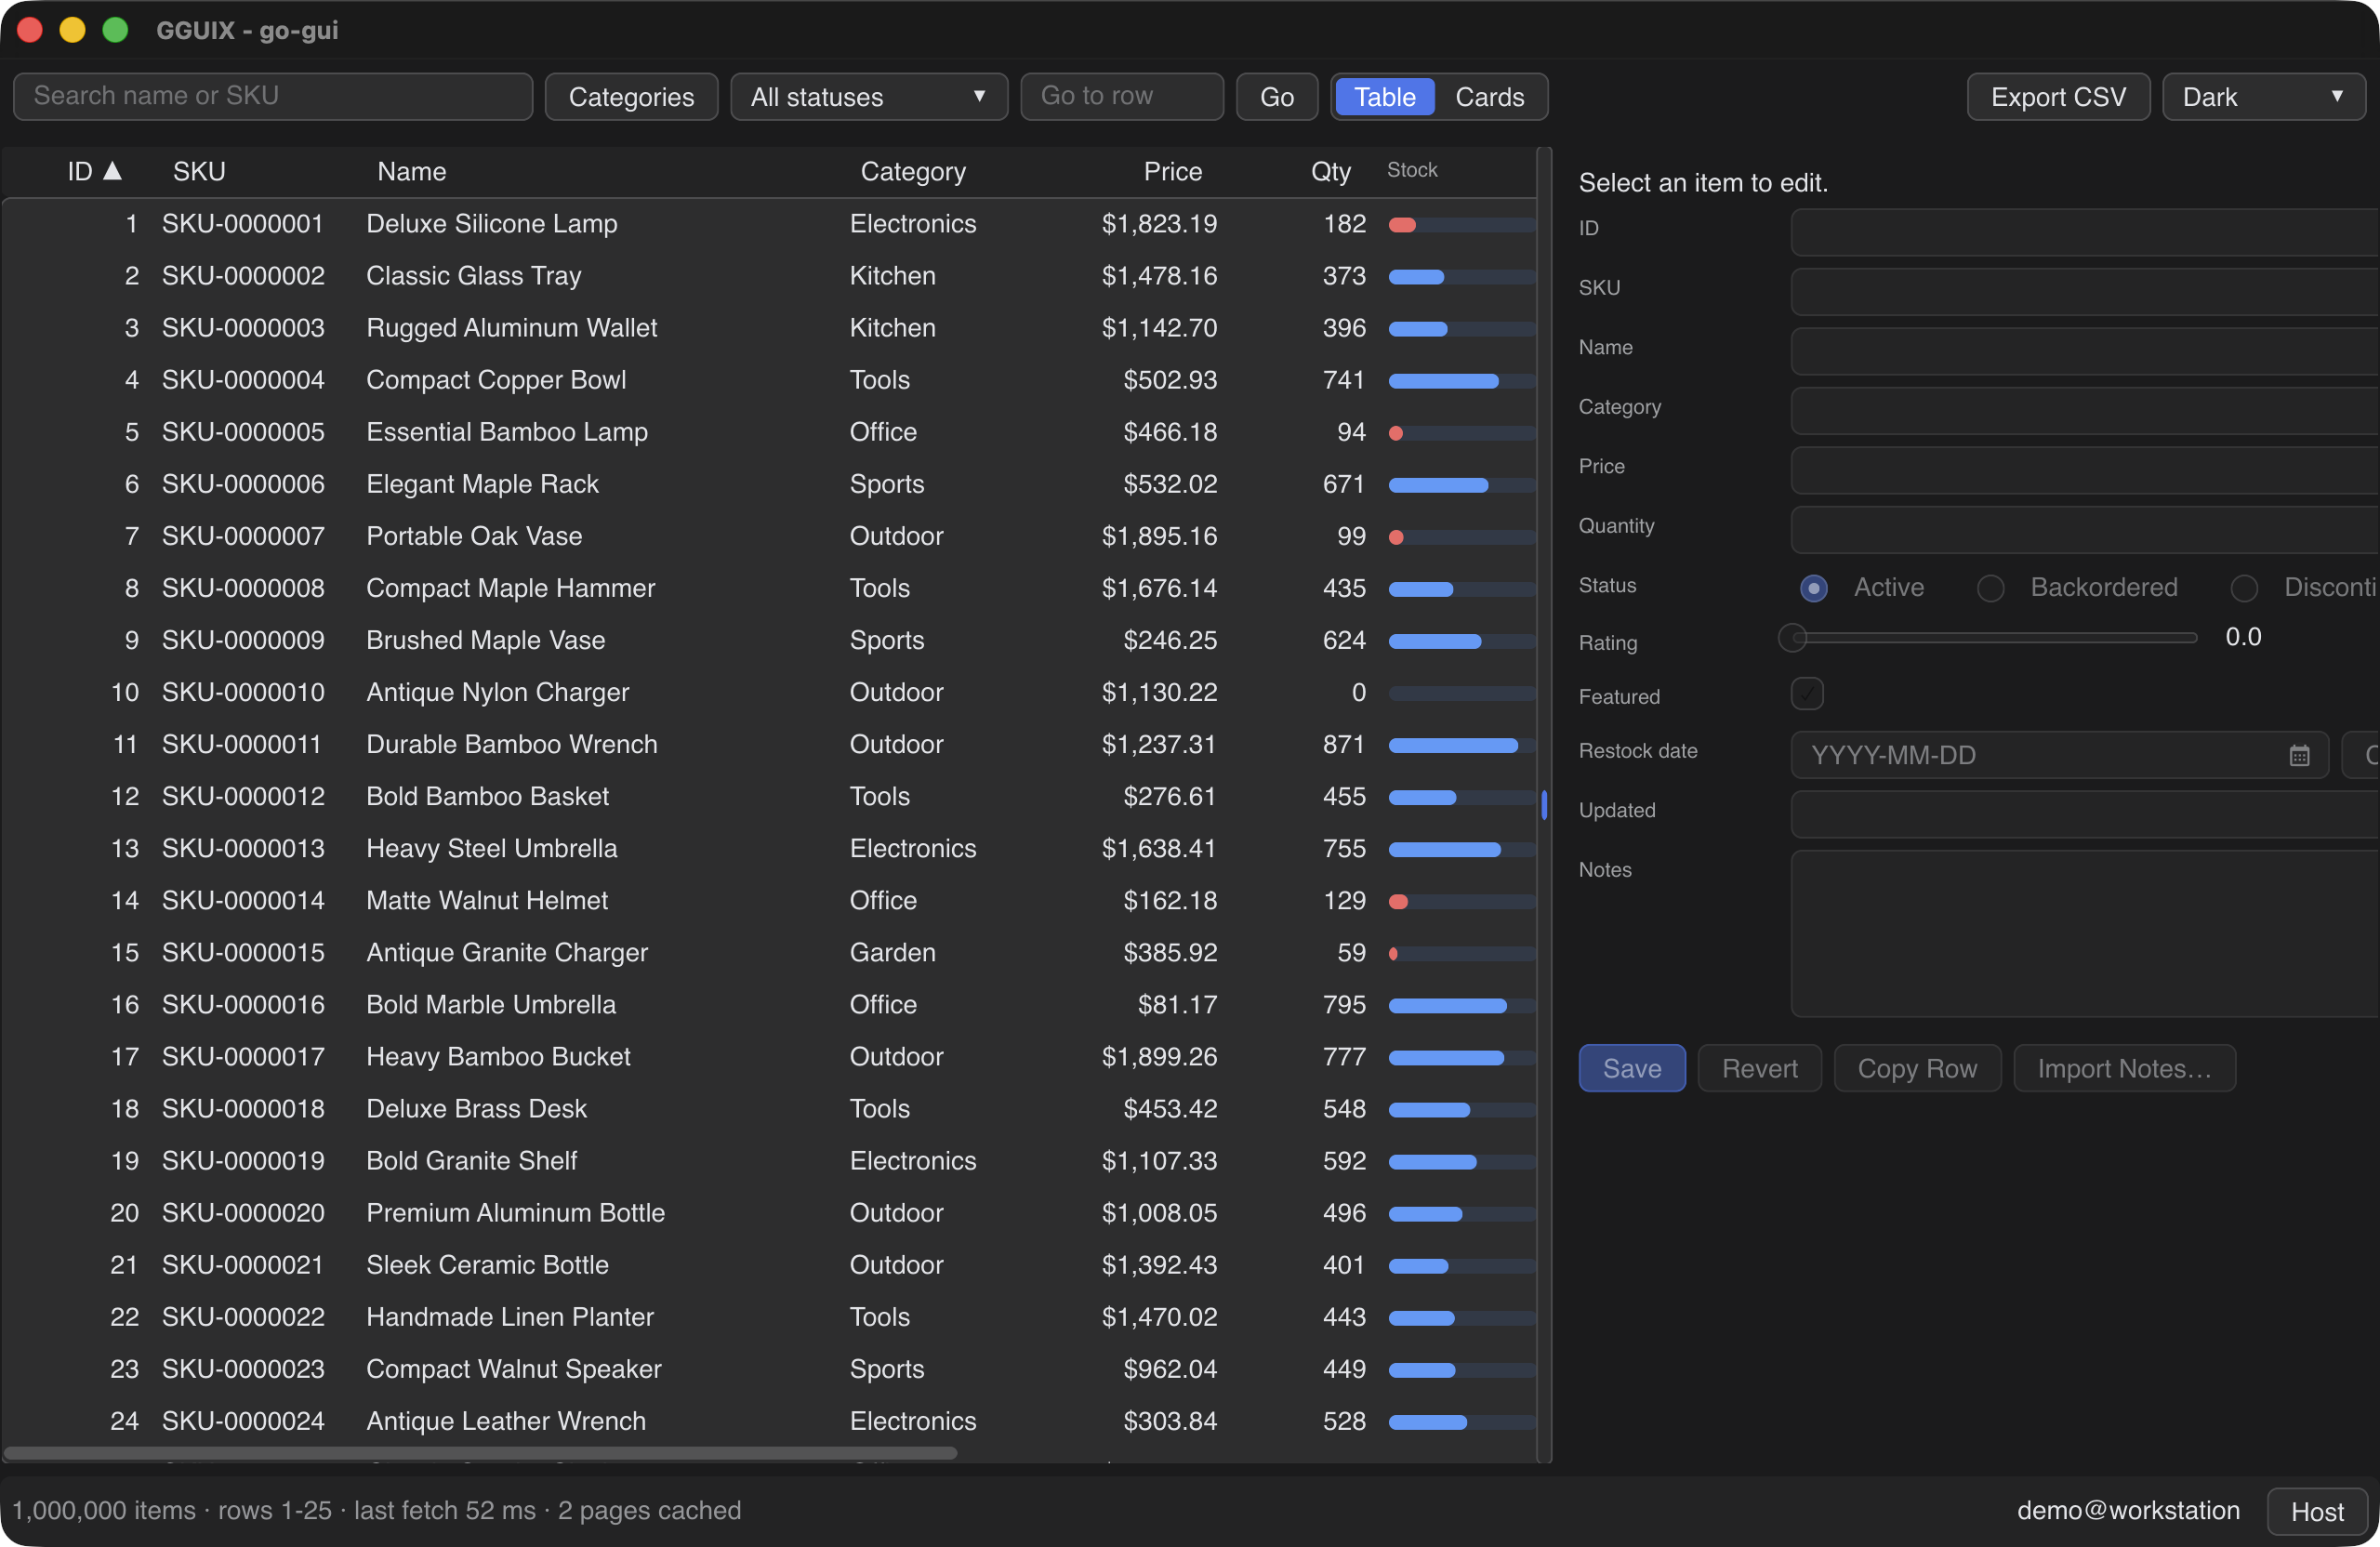 GGUIX - go-gui
Search name or SKU Categories All statuses ▼ Go to row Go Table Cards Export CSV Dark ▼
ID ▲ SKU Name Category Price Qty Stock
1 SKU-0000001 Deluxe Silicone Lamp Electronics $1,823.19 182
2 SKU-0000002 Classic Glass Tray Kitchen $1,478.16 373
3 SKU-0000003 Rugged Aluminum Wallet Kitchen $1,142.70 396
4 SKU-0000004 Compact Copper Bowl Tools $502.93 741
5 SKU-0000005 Essential Bamboo Lamp Office $466.18 94
6 SKU-0000006 Elegant Maple Rack Sports $532.02 671
7 SKU-0000007 Portable Oak Vase Outdoor $1,895.16 99
8 SKU-0000008 Compact Maple Hammer Tools $1,676.14 435
9 SKU-0000009 Brushed Maple Vase Sports $246.25 624
10 SKU-0000010 Antique Nylon Charger Outdoor $1,130.22 0
11 SKU-0000011 Durable Bamboo Wrench Outdoor $1,237.31 871
12 SKU-0000012 Bold Bamboo Basket Tools $276.61 455
13 SKU-0000013 Heavy Steel Umbrella Electronics $1,638.41 755
14 SKU-0000014 Matte Walnut Helmet Office $162.18 129
15 SKU-0000015 Antique Granite Charger Garden $385.92 59
16 SKU-0000016 Bold Marble Umbrella Office $81.17 795
17 SKU-0000017 Heavy Bamboo Bucket Outdoor $1,899.26 777
18 SKU-0000018 Deluxe Brass Desk Tools $453.42 548
19 SKU-0000019 Bold Granite Shelf Electronics $1,107.33 592
20 SKU-0000020 Premium Aluminum Bottle Outdoor $1,008.05 496
21 SKU-0000021 Sleek Ceramic Bottle Outdoor $1,392.43 401
22 SKU-0000022 Handmade Linen Planter Tools $1,470.02 443
23 SKU-0000023 Compact Walnut Speaker Sports $962.04 449
24 SKU-0000024 Antique Leather Wrench Electronics $303.84 528
Select an item to edit.
ID
SKU
Name
Category
Price
Quantity
Status Active Backordered Disconti
Rating 0.0
Featured
Restock date YYYY-MM-DD
Updated
Notes
Save Revert Copy Row Import Notes…
1,000,000 items · rows 1-25 · last fetch 52 ms · 2 pages cached
demo@workstation Host